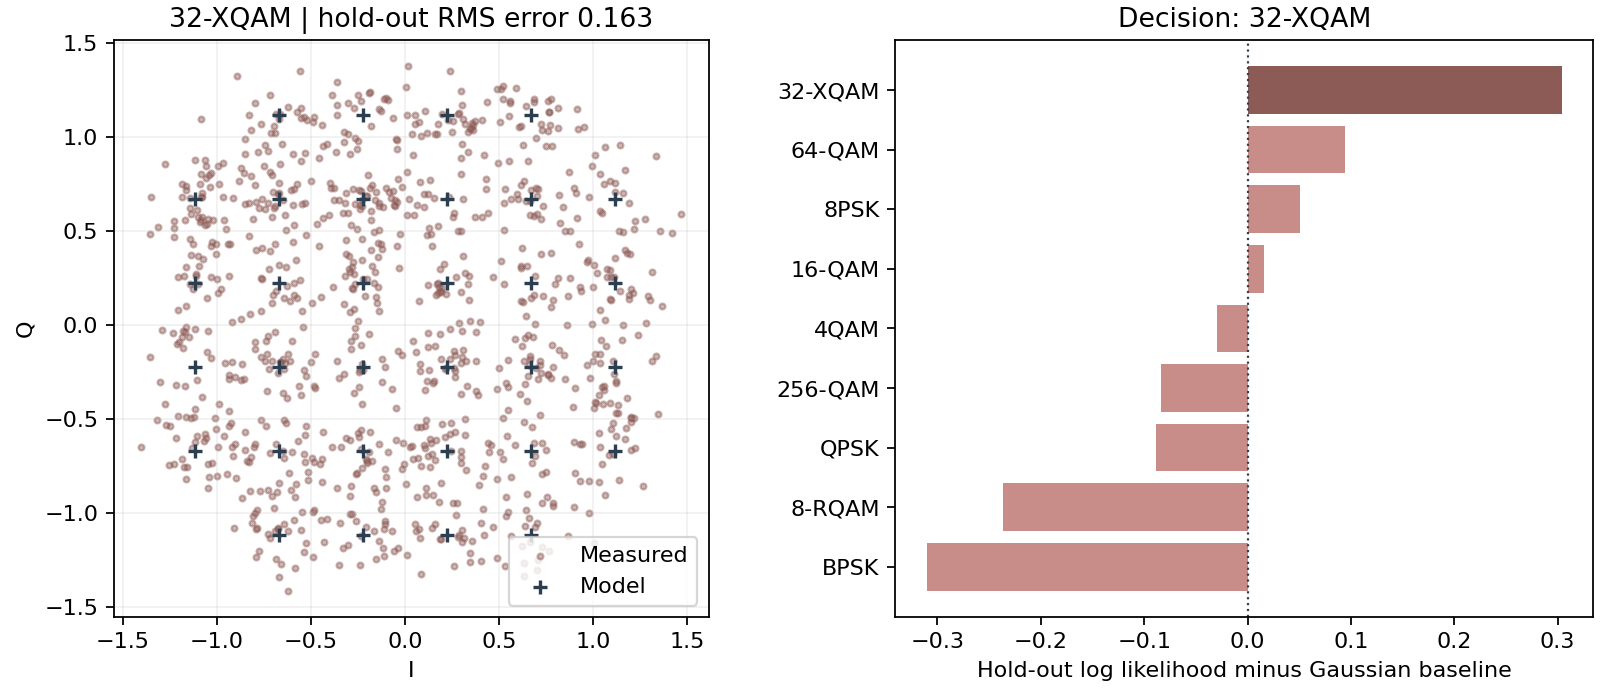 32-XQAM | hold-out RMS error 0.163
1.5
1.0
0.5
0.0
−0.5
−1.0
−1.5
Q
−1.5 −1.0 −0.5 0.0 0.5 1.0 1.5
I
Measured
Model
Decision: 32-XQAM
32-XQAM
64-QAM
8PSK
16-QAM
4QAM
256-QAM
QPSK
8-RQAM
BPSK
−0.3 −0.2 −0.1 0.0 0.1 0.2 0.3
Hold-out log likelihood minus Gaussian baseline